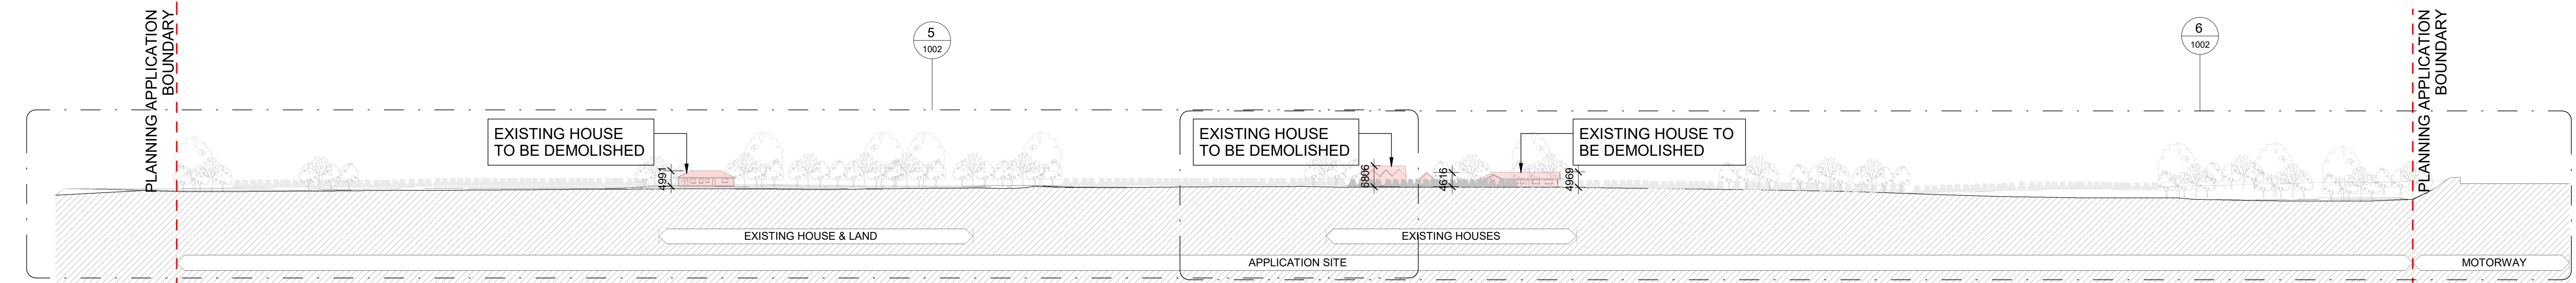 PLANNING APPLICATION
BOUNDARY
5
1002
6
1002
PLANNING APPLICATION
BOUNDARY
EXISTING HOUSE
TO BE DEMOLISHED
EXISTING HOUSE
TO BE DEMOLISHED
EXISTING HOUSE TO
BE DEMOLISHED
4991
6806
4616
4969
EXISTING HOUSE & LAND
EXISTING HOUSES
APPLICATION SITE
MOTORWAY